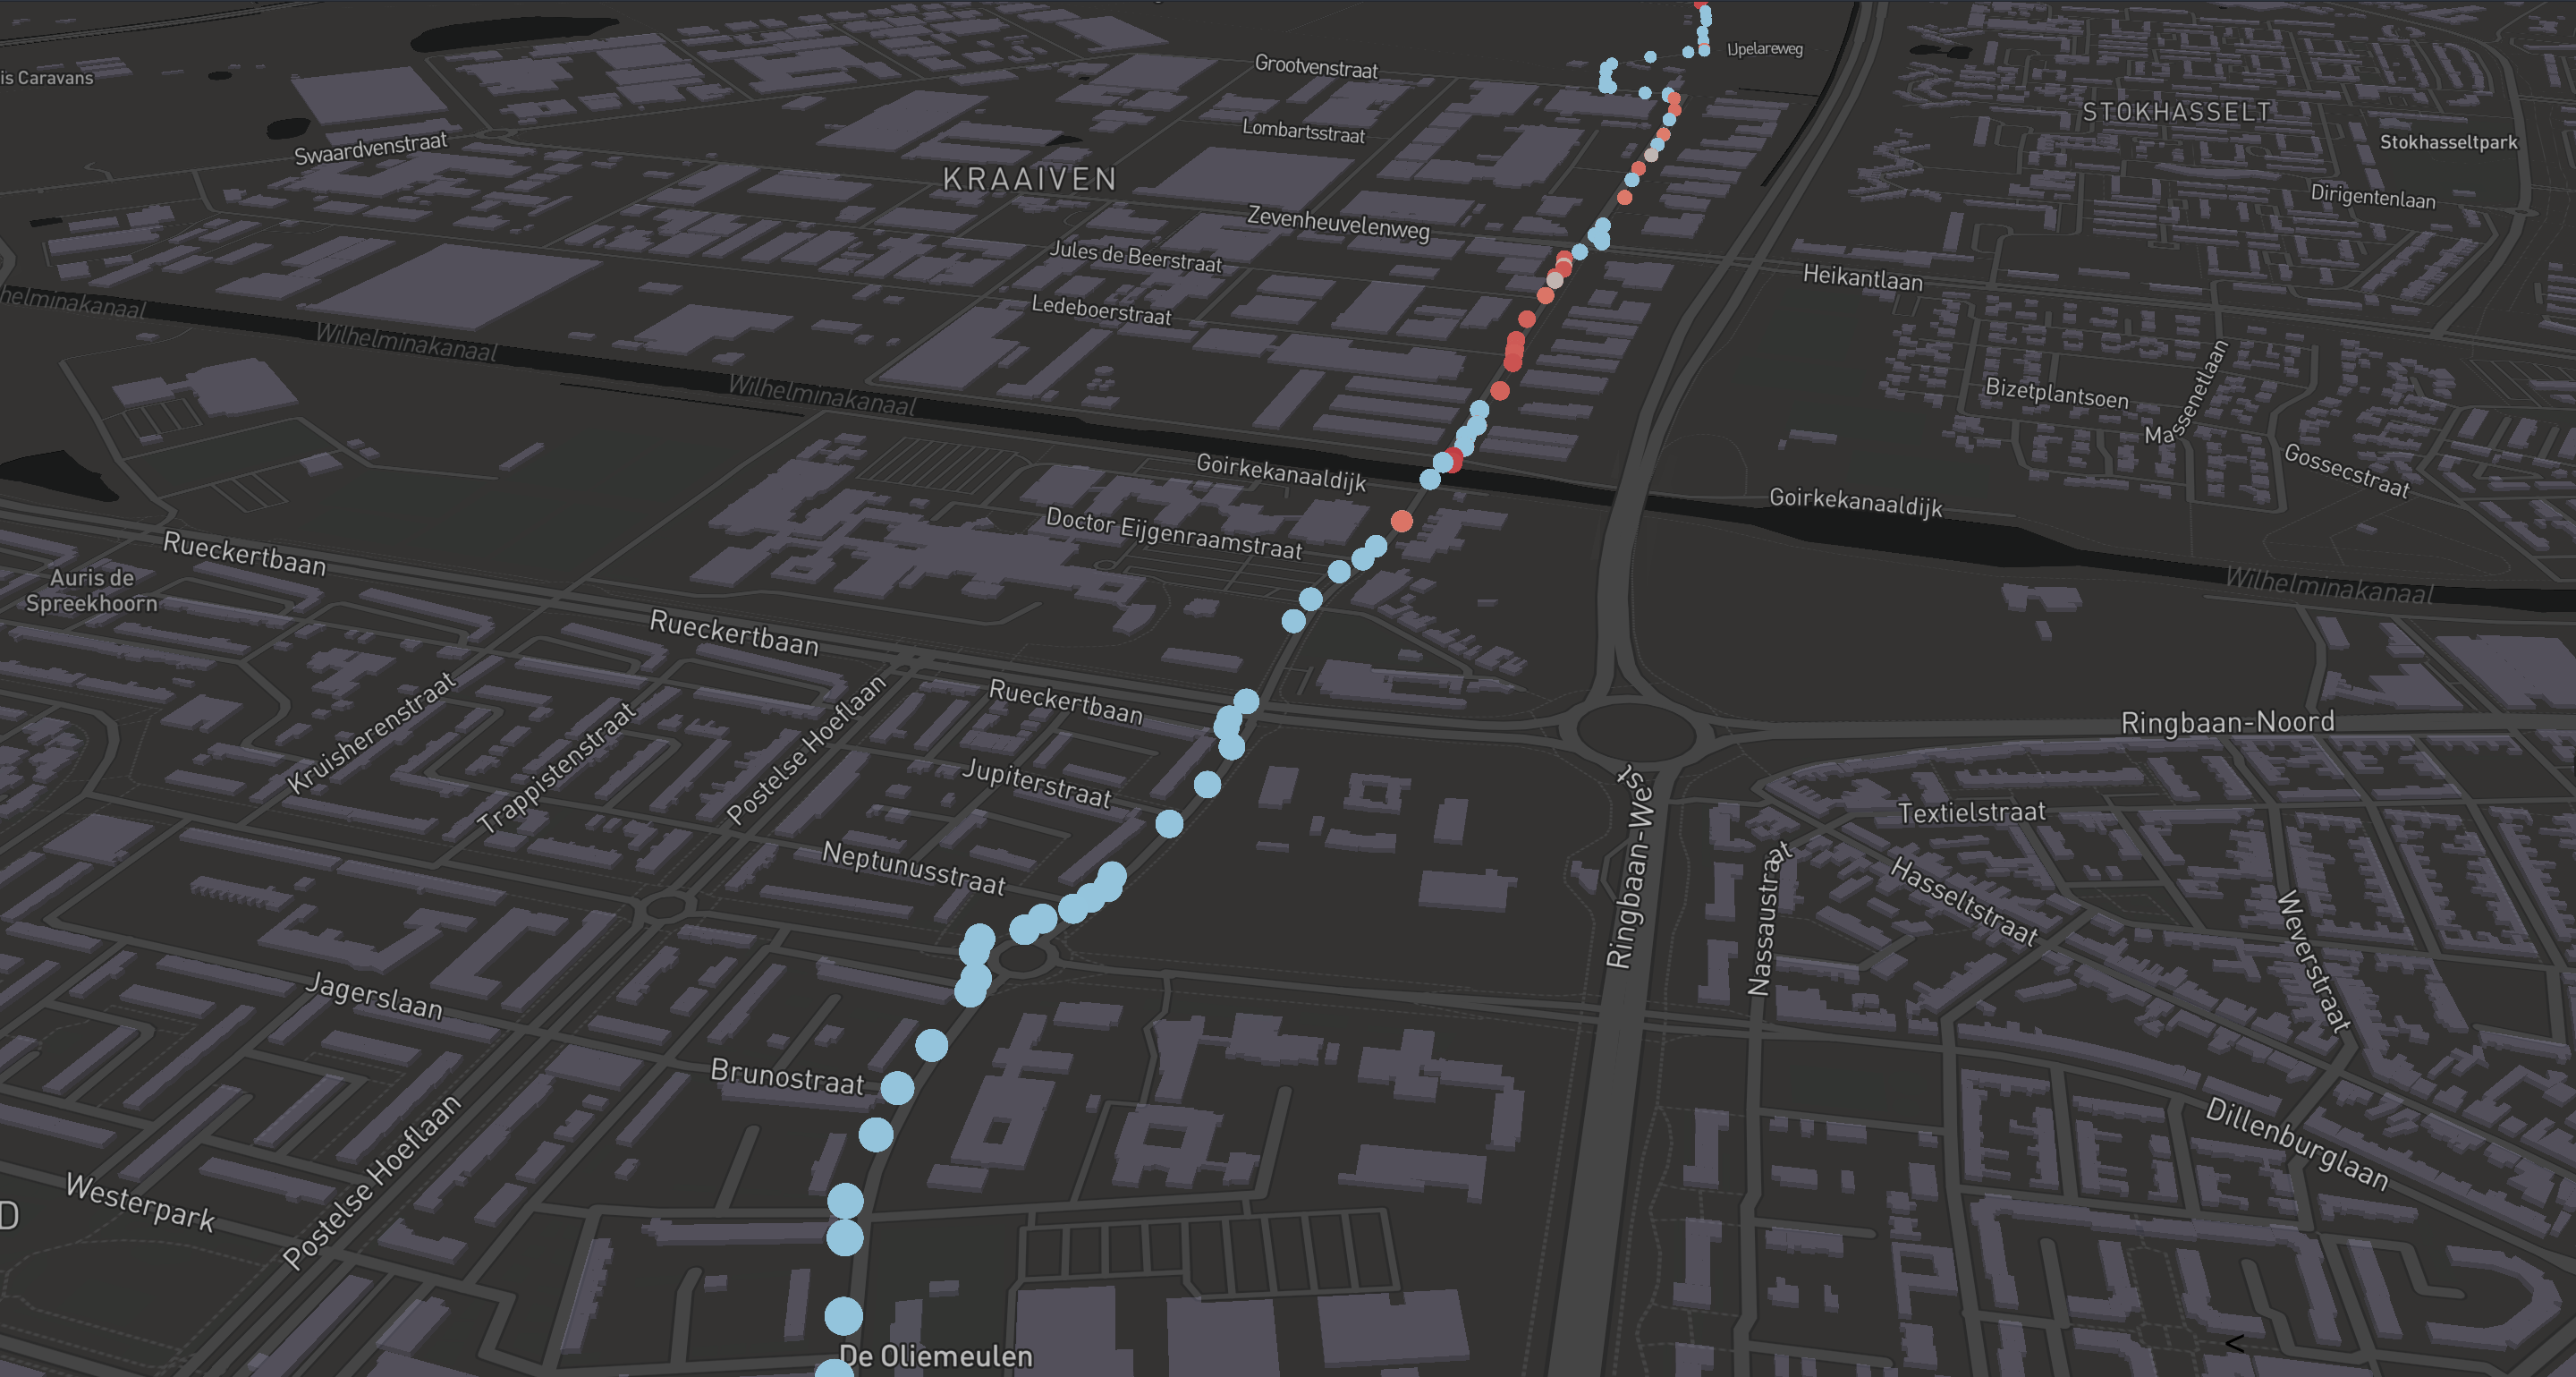 IJpelareweg
Grootvenstraat
is Caravans
STOKHASSELT
Lombartsstraat
Stokhasseltpark
Swaardvenstraat
KRAAIVEN
Dirigentenlaan
Zevenheuvelenweg
Jules de Beerstraat
Heikantlaan
helminakanaal
Ledeboerstraat
Wilhelminakanaal
Wilhelminakanaal
Bizetplantsoen
Massenetlaan
Goirkekanaaldijk
Gossecstraat
Goirkekanaaldijk
Doctor Eijgenraamstraat
Rueckertbaan
Auris de
Spreekhoorn
Wilhelminakanaal
Rueckertbaan
Rueckertbaan
Ringbaan-Noord
Kruisherenstraat
Trappistenstraat
Postelse Hoeflaan
Jupiterstraat
Textielstraat
Ringbaan-West
Neptunusstraat
Nassaustraat
Hasseltstraat
Weverstraat
Jagerslaan
Brunostraat
Dillenburglaan
Westerpark
Postelse Hoeflaan
D
De Oliemeulen
<